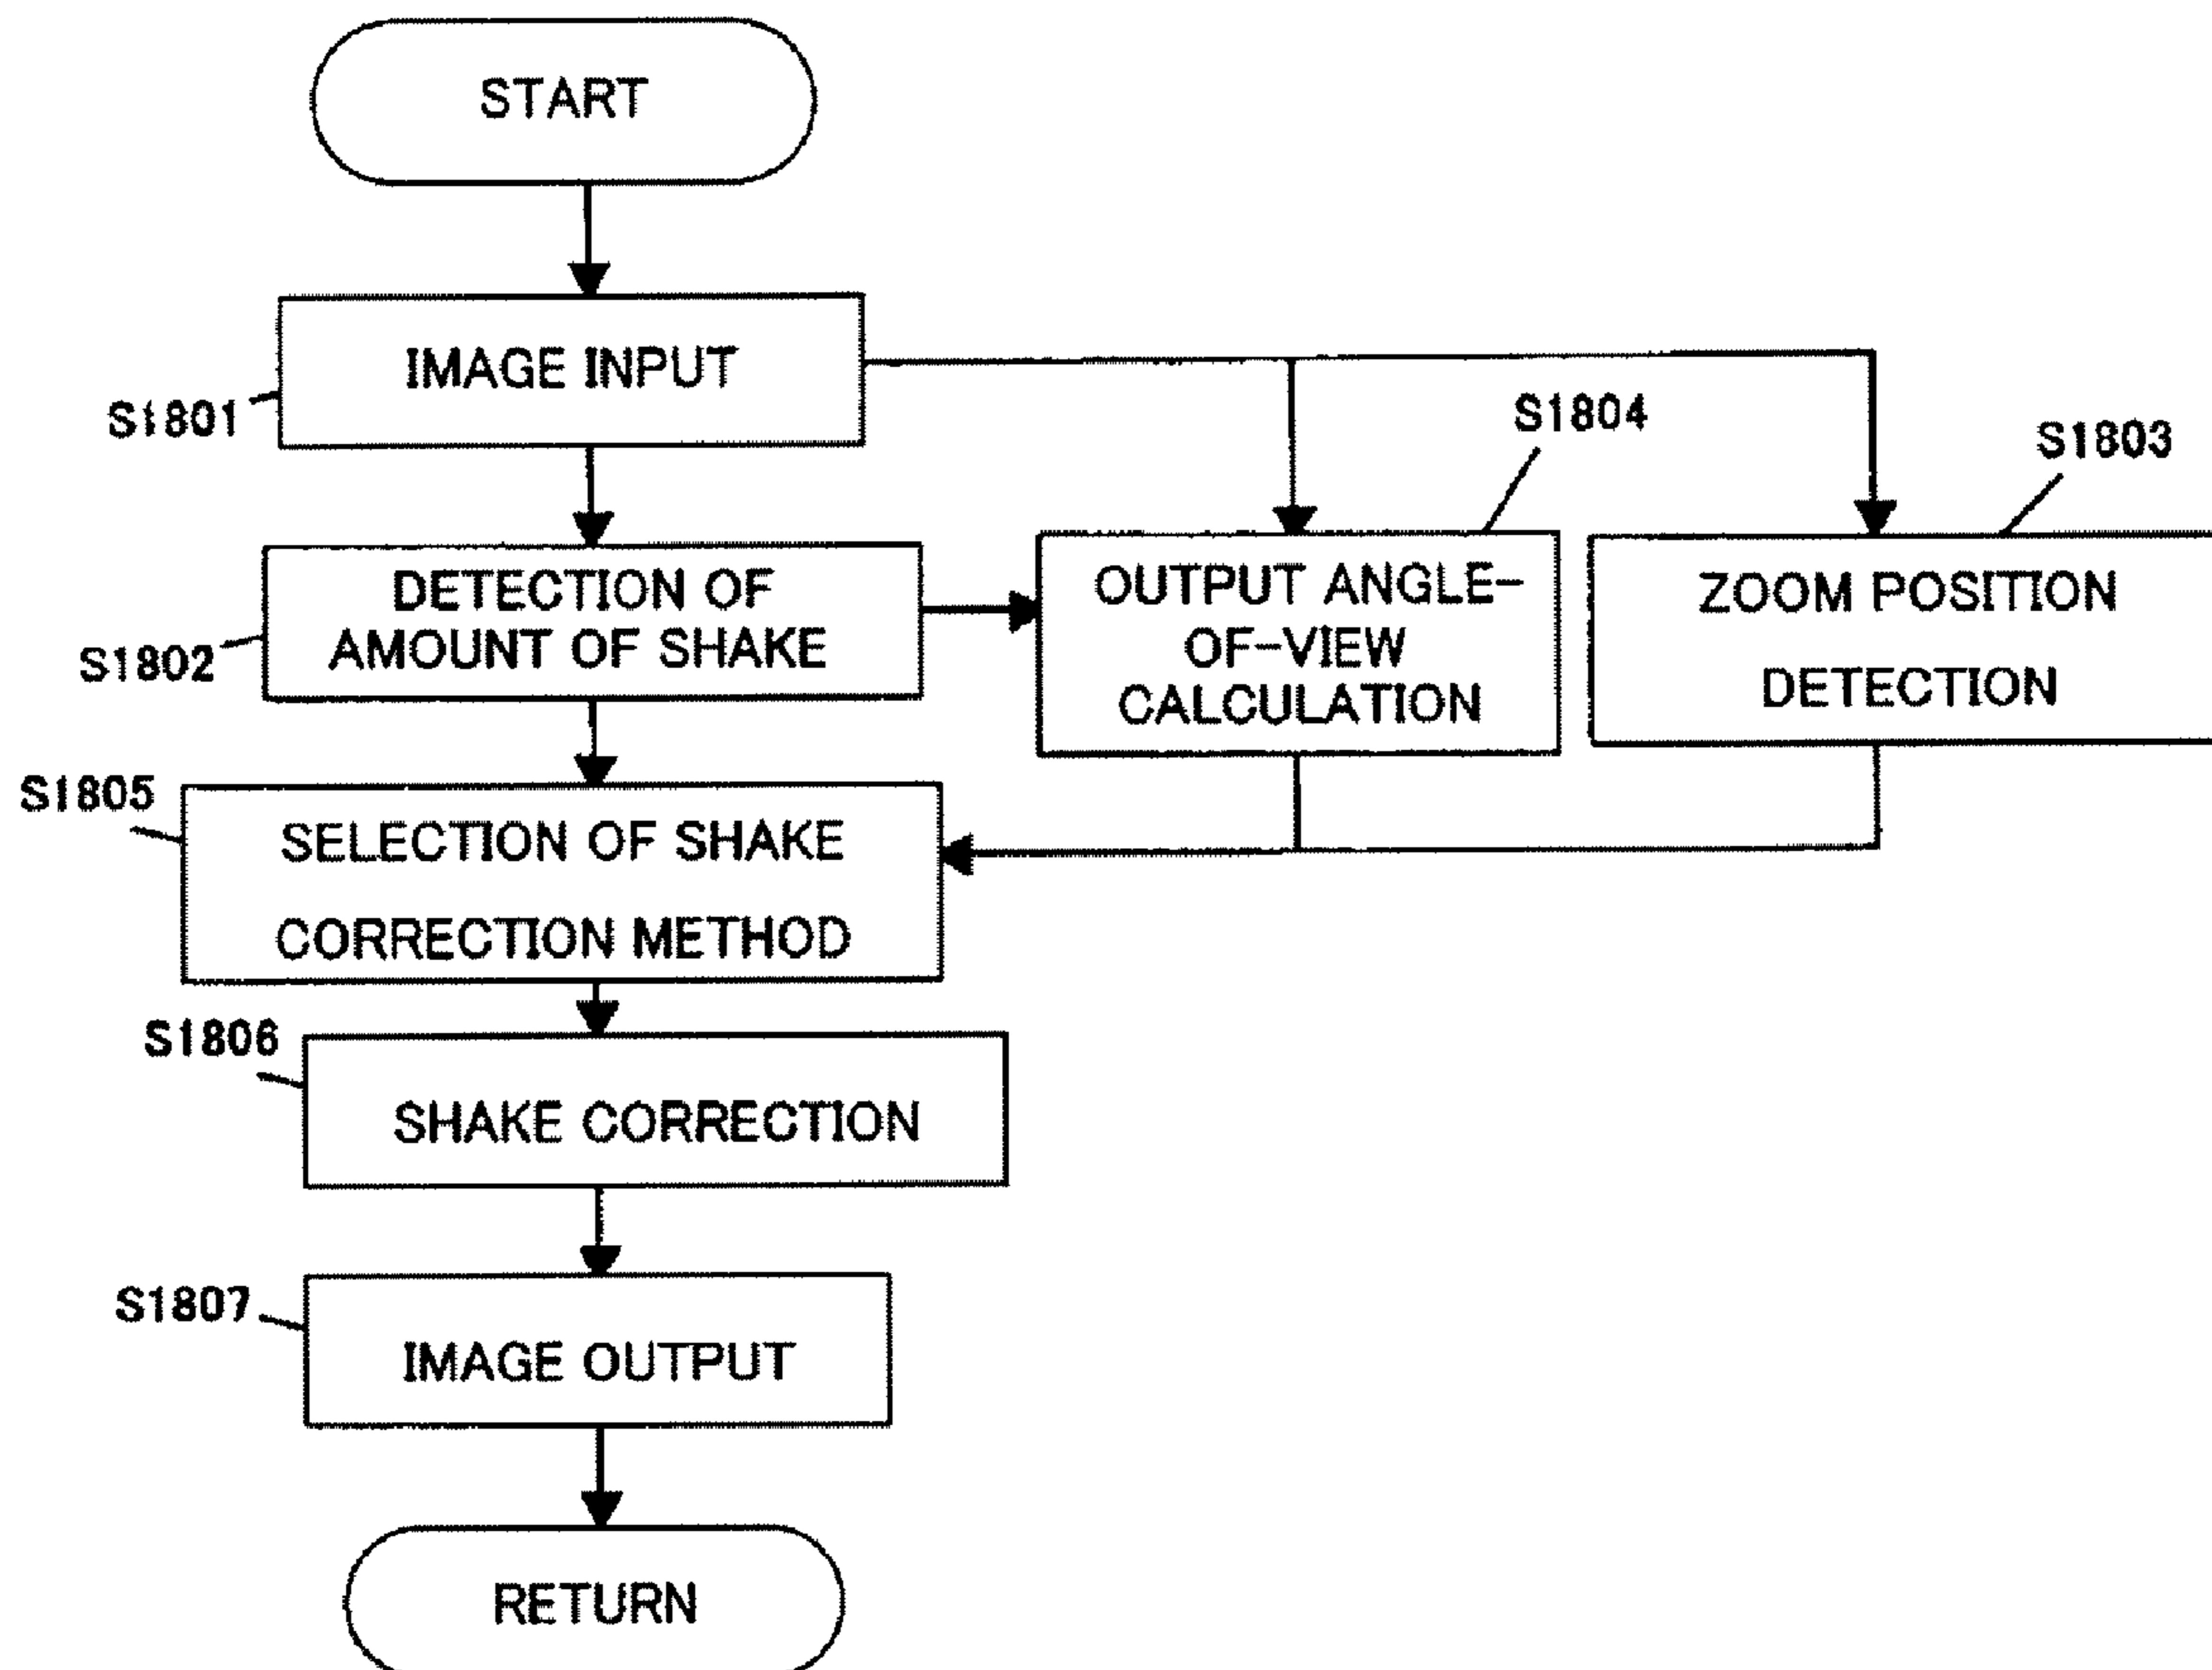 START
IMAGE INPUT
S1801
S1804
S1803
DETECTION OF
AMOUNT OF SHAKE
S1802
OUTPUT ANGLE-
OF-VIEW
CALCULATION
ZOOM POSITION
DETECTION
S1805
SELECTION OF SHAKE
CORRECTION METHOD
S1806
SHAKE CORRECTION
S1807
IMAGE OUTPUT
RETURN